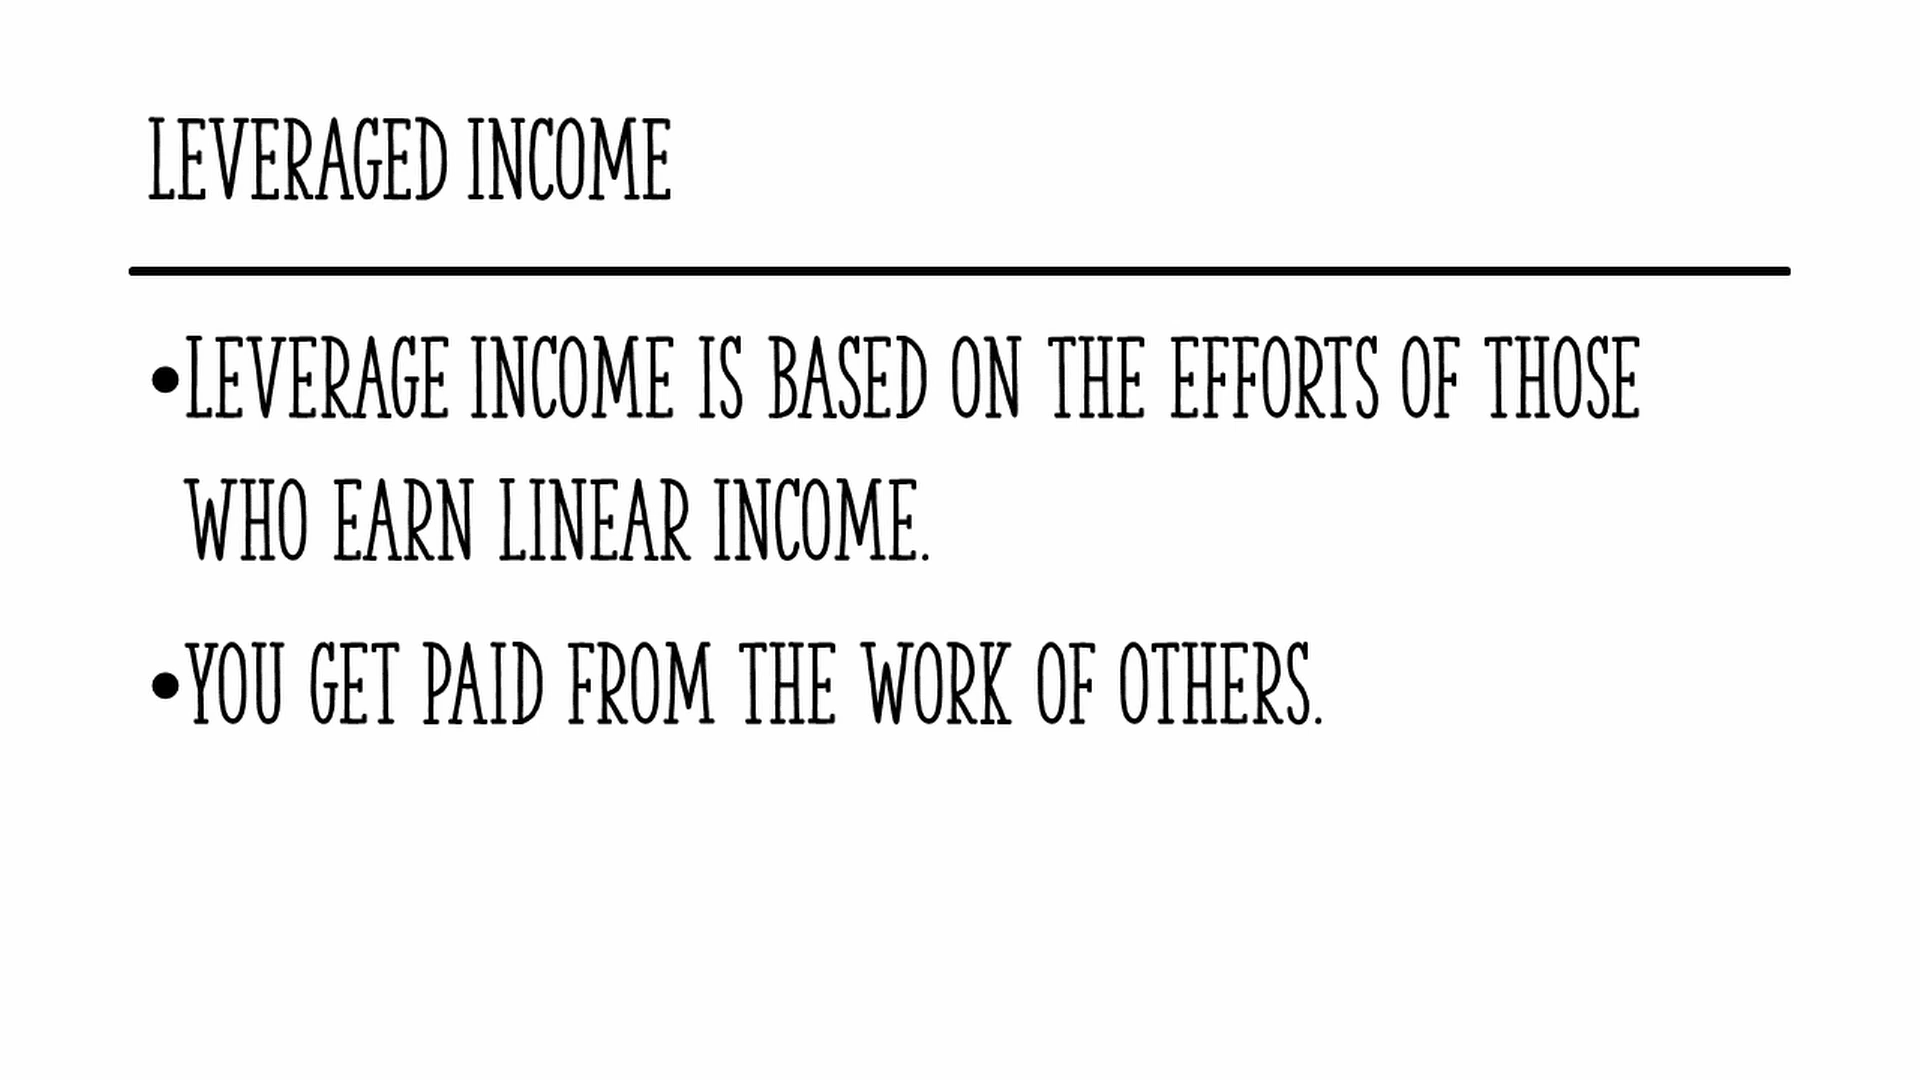 LEVERAGED INCOME
•LEVERAGE INCOME IS BASED ON THE EFFORTS OF THOSE
WHO EARN LINEAR INCOME.
•YOU GET PAID FROM THE WORK OF OTHERS.